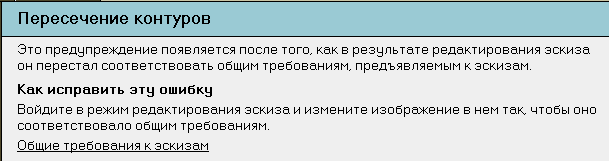 Пересечение контуров
Это предупреждение появляется после того, как в результате редактирования эскиза
он перестал соответствовать общим требованиям, предъявляемым к эскизам.
Как исправить эту ошибку
Войдите в режим редактирования эскиза и измените изображение в нем так, чтобы оно
соответствовало общим требованиям.
Общие требования к эскизам